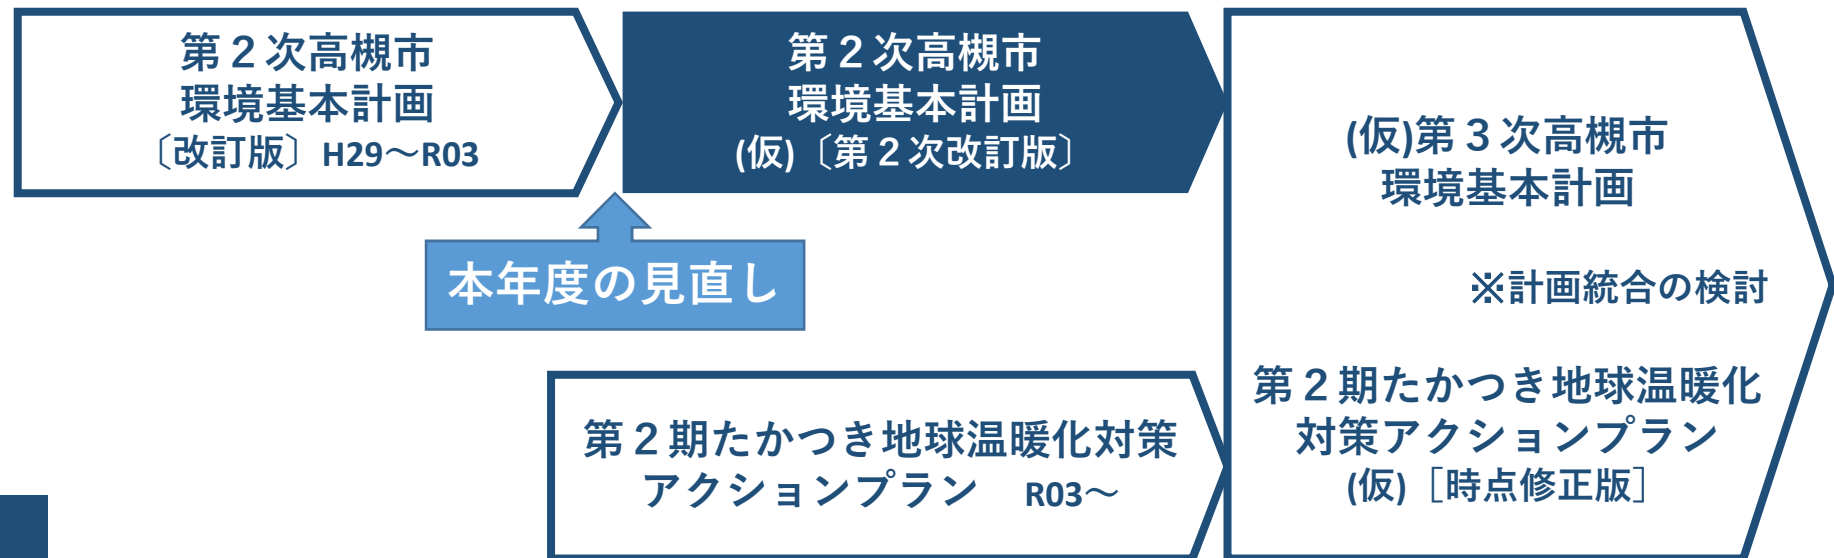 第２次高槻市
環境基本計画
〔改訂版〕H29～R03
第２次高槻市
環境基本計画
(仮)〔第２次改訂版〕
本年度の見直し
第２期たかつき地球温暖化対策
アクションプラン　R03～
(仮)第３次高槻市
環境基本計画
※計画統合の検討
第２期たかつき地球温暖化
対策アクションプラン
(仮)［時点修正版］